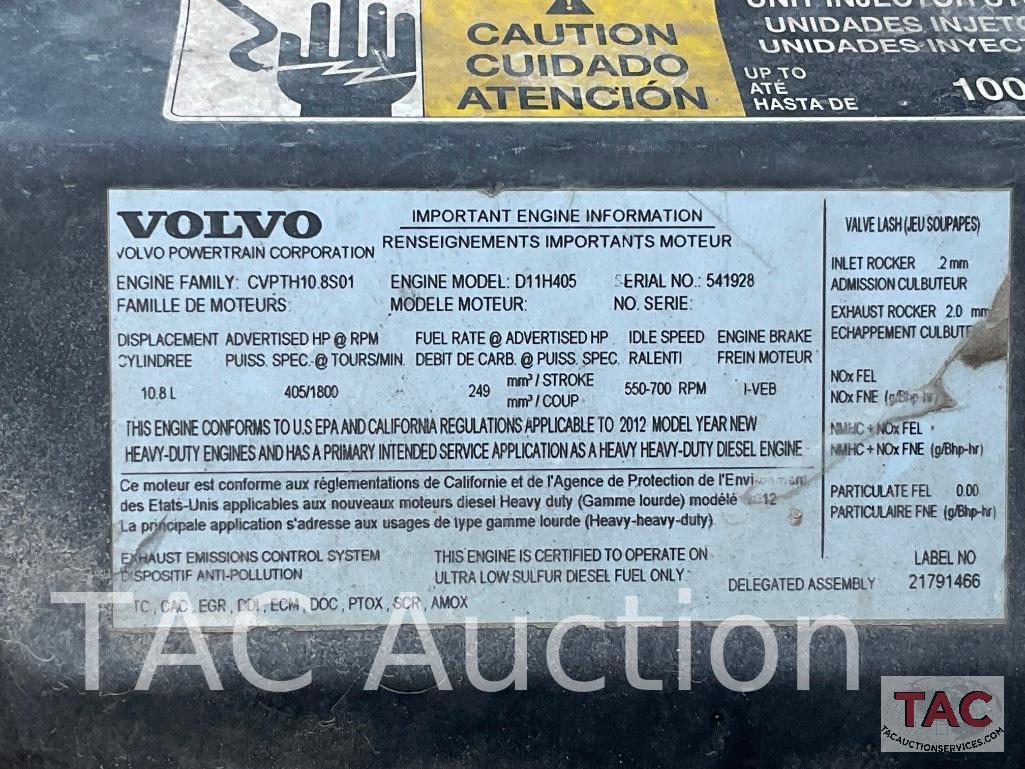 CAUTION
CUIDADO
ATENCIÓN
UNIDADES
UNIDADES
UP TO
ATÉ
HASTA DE
100
VOLVO
VOLVO POWERTRAIN CORPORATION
IMPORTANT ENGINE INFORMATION
RENSEIGNEMENTS IMPORTANTS MOTEUR
ENGINE FAMILY: CVPTH10.8S01 ENGINE MODEL: D11H405 SERIAL NO.: 541928
FAMILLE DE MOTEURS: MODELE MOTEUR: NO. SERIE:
DISPLACEMENT ADVERTISED HP @ RPM FUEL RATE @ ADVERTISED HP IDLE SPEED ENGINE BRAKE
CYLINDREE PUISS. SPEC. @ TOURS/MIN. DEBIT DE CARB. @ PUISS. SPEC. RALENTI FREIN MOTEUR
10.8 L 405/1800 249 mm³ / STROKE 550-700 RPM I-VEB
mm³ / COUP
THIS ENGINE CONFORMS TO U.S EPA AND CALIFORNIA REGULATIONS APPLICABLE TO 2012 MODEL YEAR NEW
HEAVY-DUTY ENGINES AND HAS A PRIMARY INTENDED SERVICE APPLICATION AS A HEAVY HEAVY-DUTY DIESEL ENGINE
Ce moteur est conforme aux réglementations de Californie et de l'Agence de Protection de l'Environnement
des Etats-Unis applicables aux nouveaux moteurs diesel Heavy duty (Gamme lourde) modélé 2012
La principale application s'adresse aux usages de type gamme lourde (Heavy-heavy-duty)
EXHAUST EMISSIONS CONTROL SYSTEM
DISPOSITIF ANTI-POLLUTION
TC , CAC , EGR , DDI , ECM , DOC , PTOX , SCR , AMOX
THIS ENGINE IS CERTIFIED TO OPERATE ON
ULTRA LOW SULFUR DIESEL FUEL ONLY
DELEGATED ASSEMBLY
VALVE LASH (JEU SOUPAPES)
INLET ROCKER .2 mm
ADMISSION CULBUTEUR
EXHAUST ROCKER 2.0 mm
ECHAPPEMENT
NOx FEL
NOx FNE (g/Bhp-hr)
NMHC + NOx FEL
NMHC + NOx FNE (g/Bhp-hr)
PARTICULATE FEL 0.00
PARTICULAIRE FNE (g/Bhp-hr)
LABEL NO
21791466
TAC Auction
TAC
TACAUCTIONSERVICES.COM